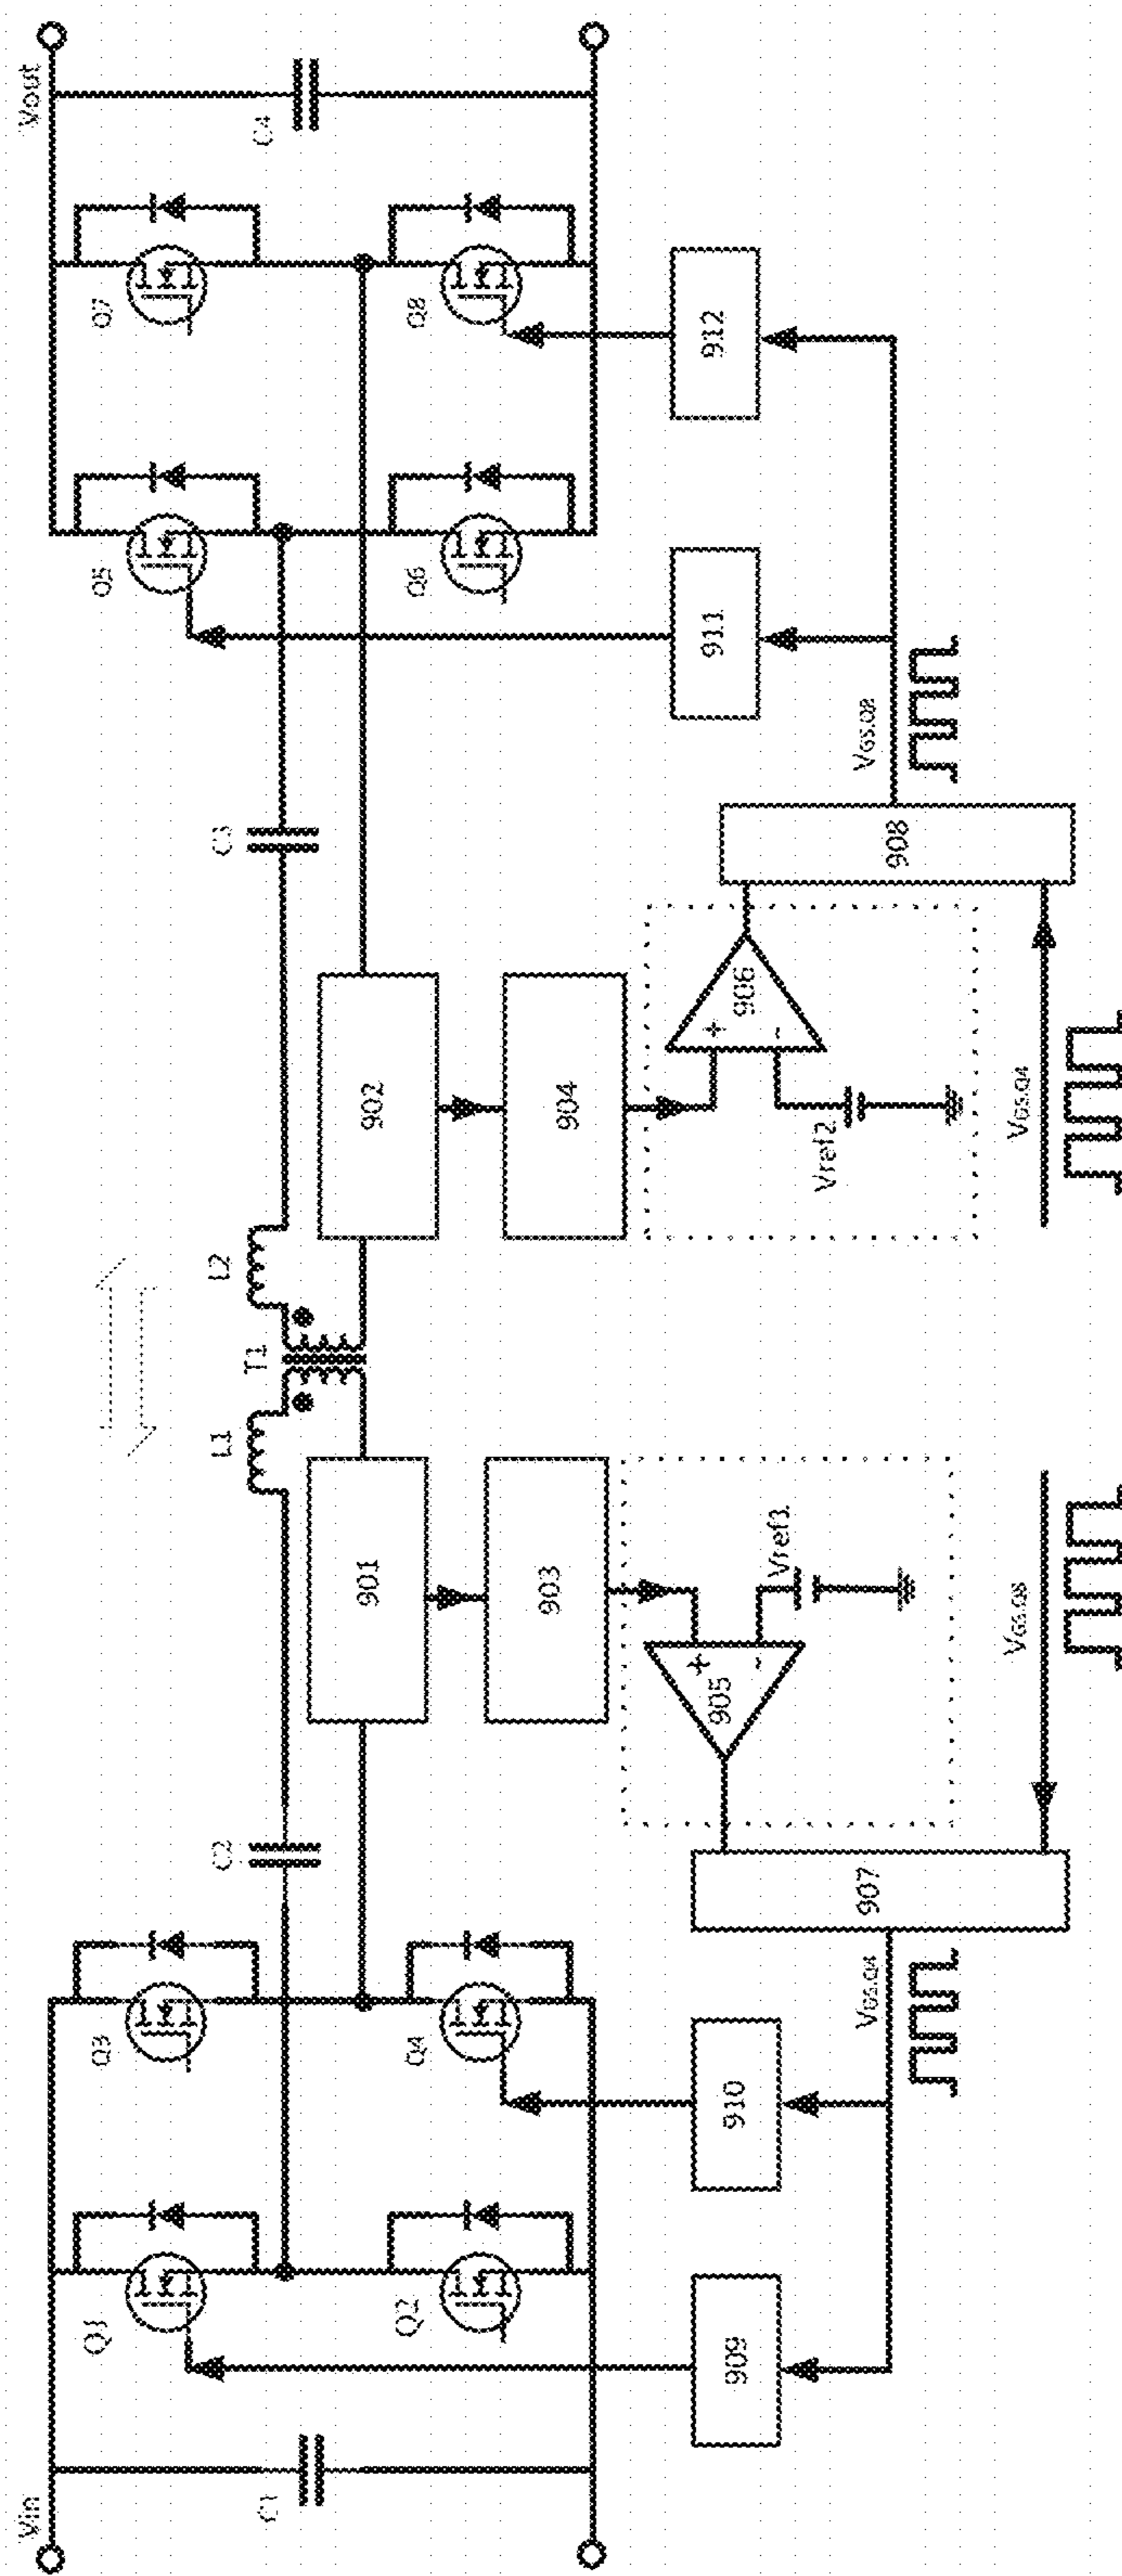 Vin
Vout
C1
Q1
Q3
C2
L1
T1
L2
C3
Q5
Q7
C4
Q2
Q4
901
902
Q6
Q8
903
904
909
910
905
+
-
Vref1
906
+
-
Vref2
911
912
907
908
VGS.Q4
VGS.Q5
VGS.Q4
VGS.Q8